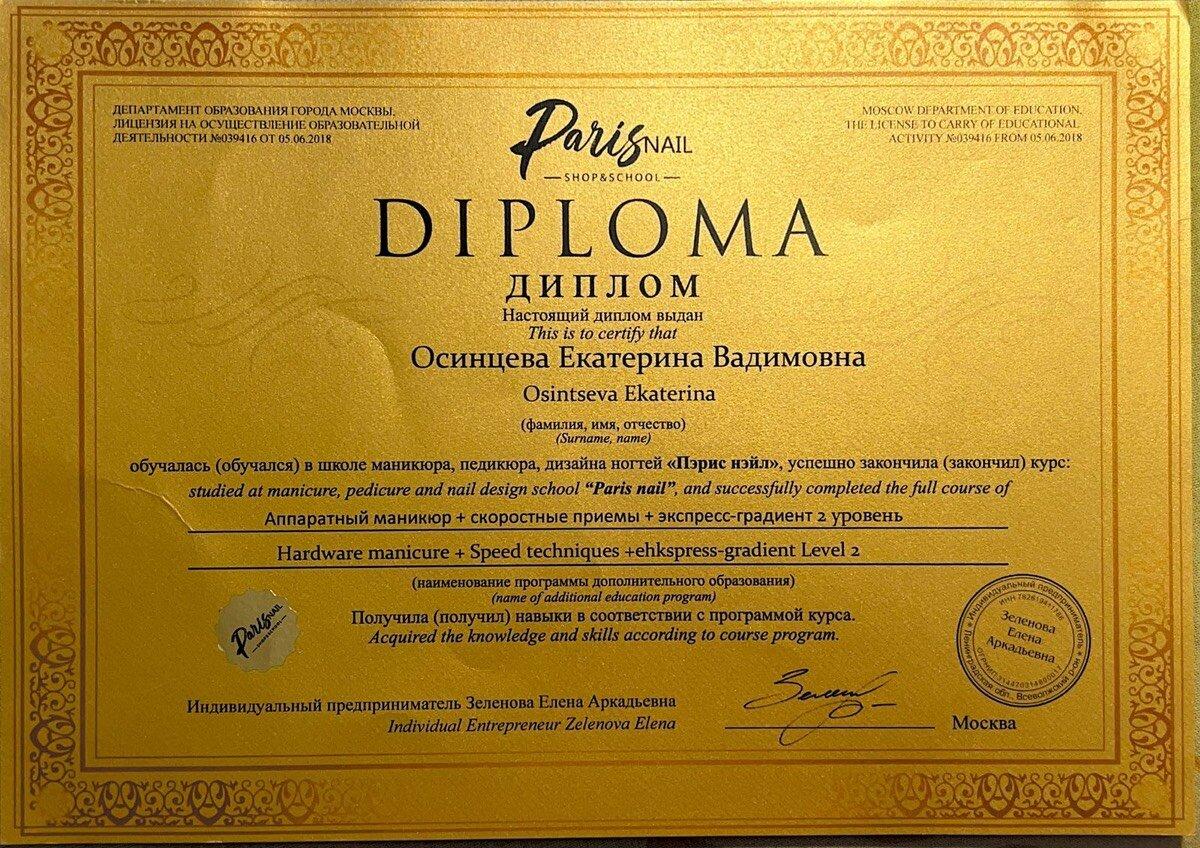 ДЕПАРТАМЕНТ ОБРАЗОВАНИЯ ГОРОДА МОСКВЫ,
ЛИЦЕНЗИЯ НА ОСУЩЕСТВЛЕНИЕ ОБРАЗОВАТЕЛЬНОЙ
ДЕЯТЕЛЬНОСТИ №039416 ОТ 05.06.2018
MOSCOW DEPARTMENT OF EDUCATION,
THE LICENSE TO CARRY OF EDUCATIONAL
ACTIVITY №039416 FROM 05.06.2018
Paris NAIL
SHOP&SCHOOL
DIPLOMA
ДИПЛОМ
Настоящий диплом выдан
This is to certify that
Осинцева Екатерина Вадимовна
Osintseva Ekaterina
(фамилия, имя, отчество)
(Surname, name)
обучалась (обучался) в школе маникюра, педикюра, дизайна ногтей «Пэрис нэйл», успешно закончила (закончил) курс:
studied at manicure, pedicure and nail design school “Paris nail”, and successfully completed the full course of
Аппаратный маникюр + скоростные приемы + экспресс-градиент 2 уровень
Hardware manicure + Speed techniques +ehkspress-gradient Level 2
(наименование программы дополнительного образования)
(name of additional education program)
Получила (получил) навыки в соответствии с программой курса.
Acquired the knowledge and skills according to course program.
Paris NAIL
Индивидуальный предприниматель
Зеленова
Елена
Аркадьевна
Ленинградская обл., Всеволжский р-он
Индивидуальный предприниматель Зеленова Елена Аркадьевна
Individual Entrepreneur Zelenova Elena
Москва